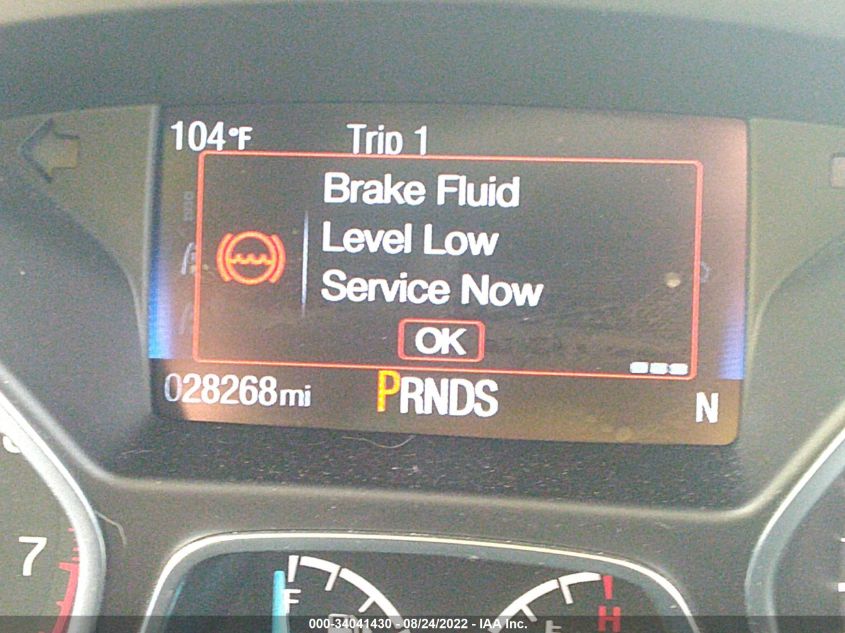 104°F Trip 1
Brake Fluid
Level Low
Service Now
OK
028268mi PRNDS N
7
F
H
000-34041430 - 08/24/2022 - IAA Inc.